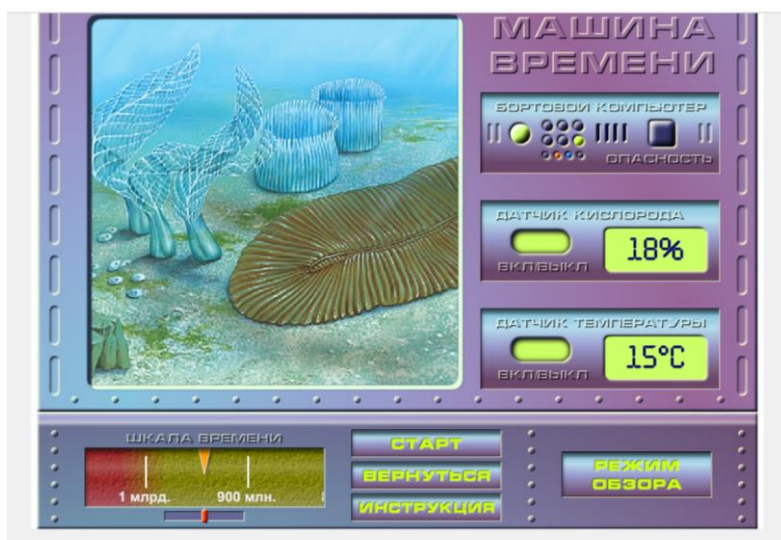 МАШИНА
ВРЕМЕНИ
БОРТОВОЙ КОМПЬЮТЕР
ОПАСНОСТЬ
ДАТЧИК КИСЛОРОДА
18%
ВКЛ/ВЫКЛ
ДАТЧИК ТЕМПЕРАТУРЫ
15°C
ВКЛ/ВЫКЛ
ШКАЛА ВРЕМЕНИ
1 млрд. 900 млн.
СТАРТ
ВЕРНУТЬСЯ
ИНСТРУКЦИЯ
РЕЖИМ
ОБЗОРА